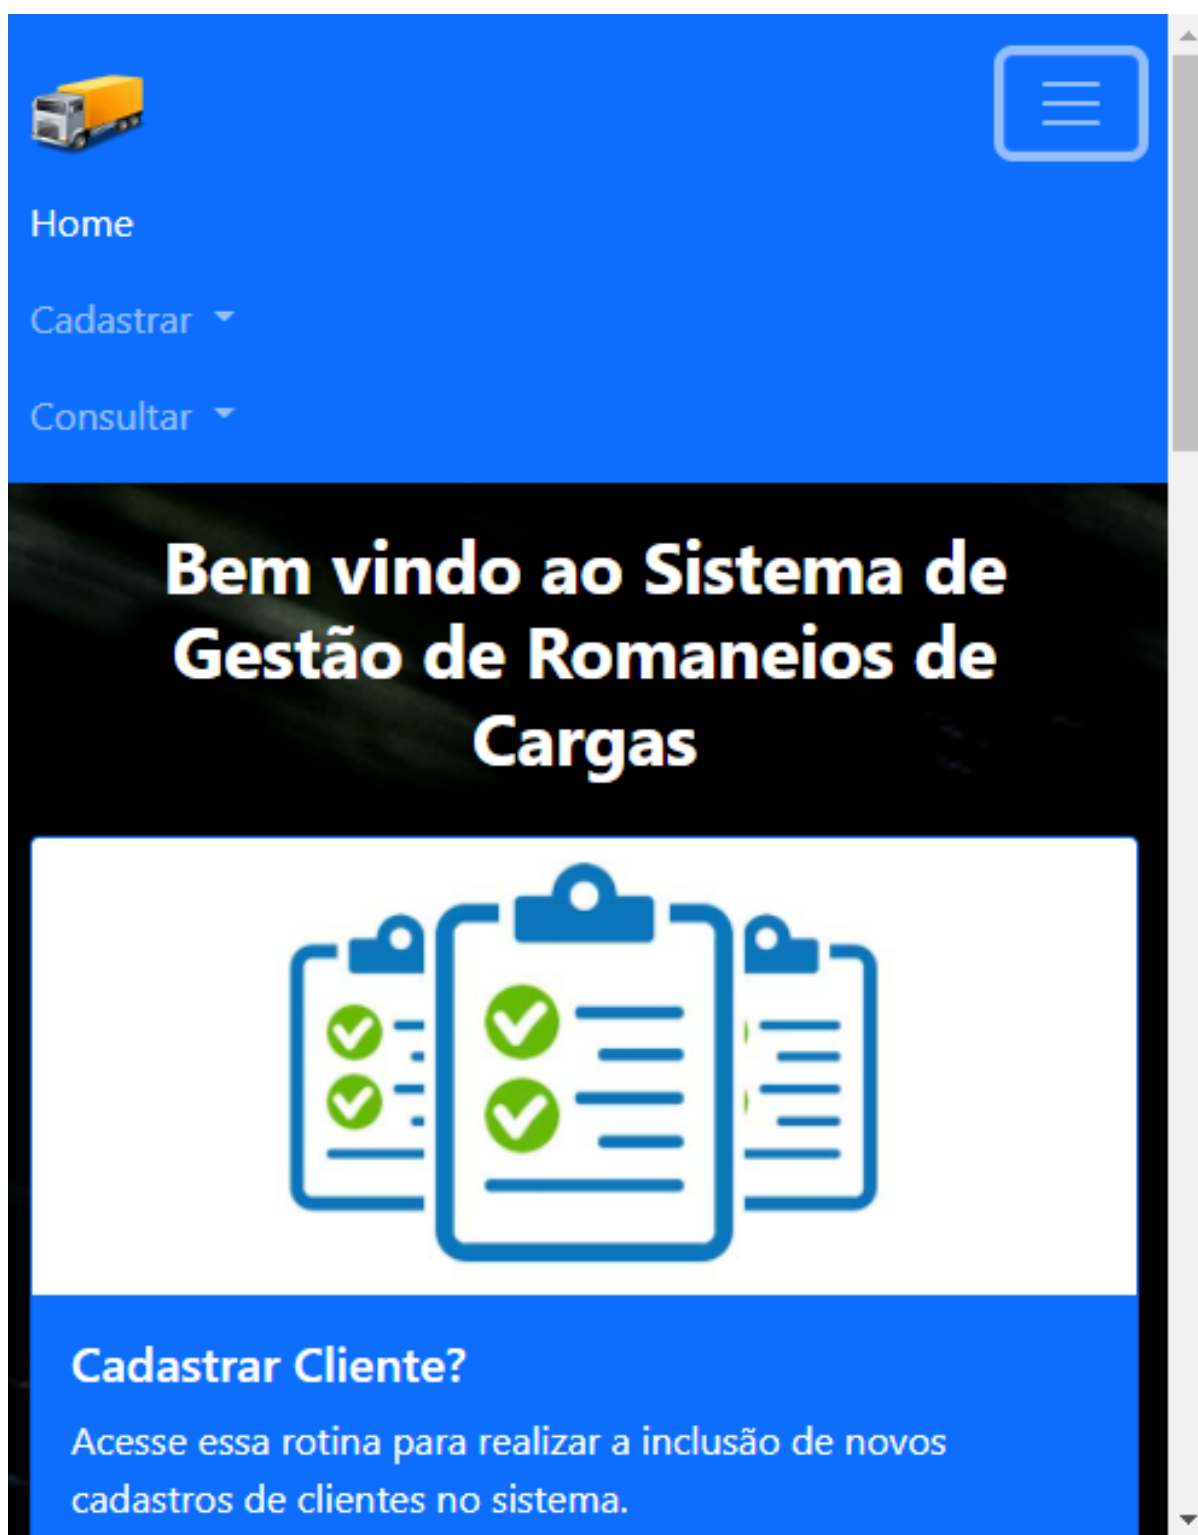 Home
Cadastrar
Consultar
Bem vindo ao Sistema de
Gestão de Romaneios de
Cargas
Cadastrar Cliente?
Acesse essa rotina para realizar a inclusão de novos
cadastros de clientes no sistema.